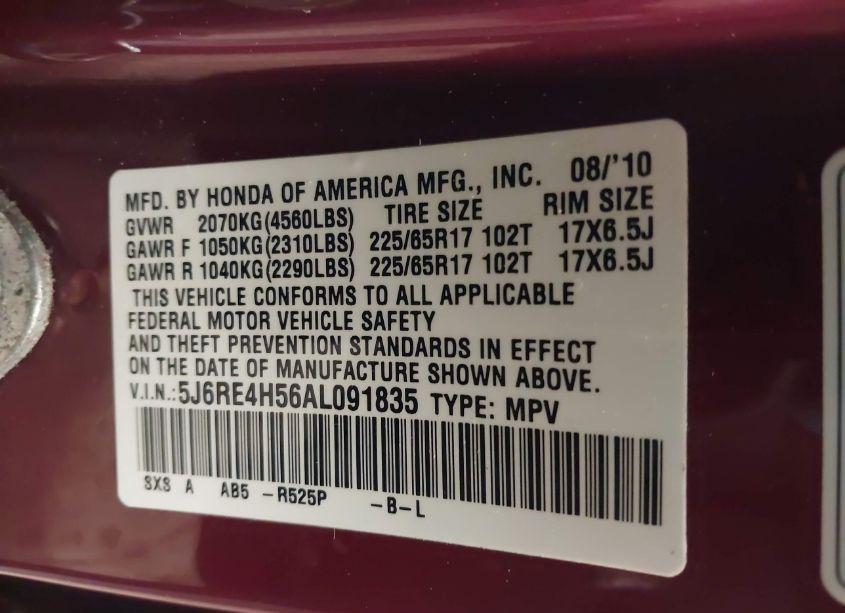 MFD. BY HONDA OF AMERICA MFG., INC. 08/'10
GVWR 2070KG(4560LBS) TIRE SIZE RIM SIZE
GAWR F 1050KG(2310LBS) 225/65R17 102T 17X6.5J
GAWR R 1040KG(2290LBS) 225/65R17 102T 17X6.5J
THIS VEHICLE CONFORMS TO ALL APPLICABLE
FEDERAL MOTOR VEHICLE SAFETY
AND THEFT PREVENTION STANDARDS IN EFFECT
ON THE DATE OF MANUFACTURE SHOWN ABOVE.
V.I.N.:5J6RE4H56AL091835 TYPE: MPV
SXS A AB5 -R525P -B-L